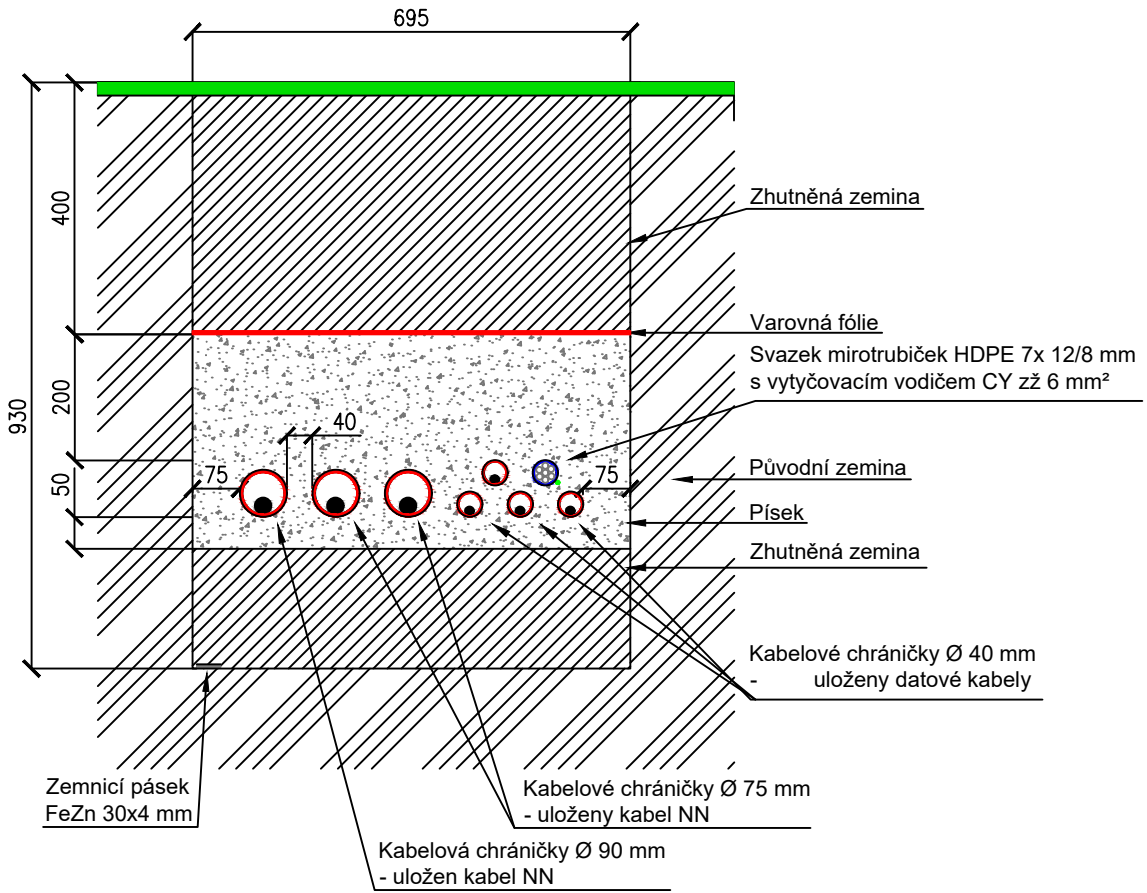 695
400
930
200
50
40
75
75
Zhutněná zemina
Varovná fólie
Svazek mirotrubiček HDPE 7x 12/8 mm
s vytyčovacím vodičem CY zž 6 mm²
Původní zemina
Písek
Zhutněná zemina
Kabelové chráničky Ø 40 mm
- uloženy datové kabely
Zemnicí pásek
FeZn 30x4 mm
Kabelové chráničky Ø 75 mm
- uloženy kabel NN
Kabelová chráničky Ø 90 mm
- uložen kabel NN